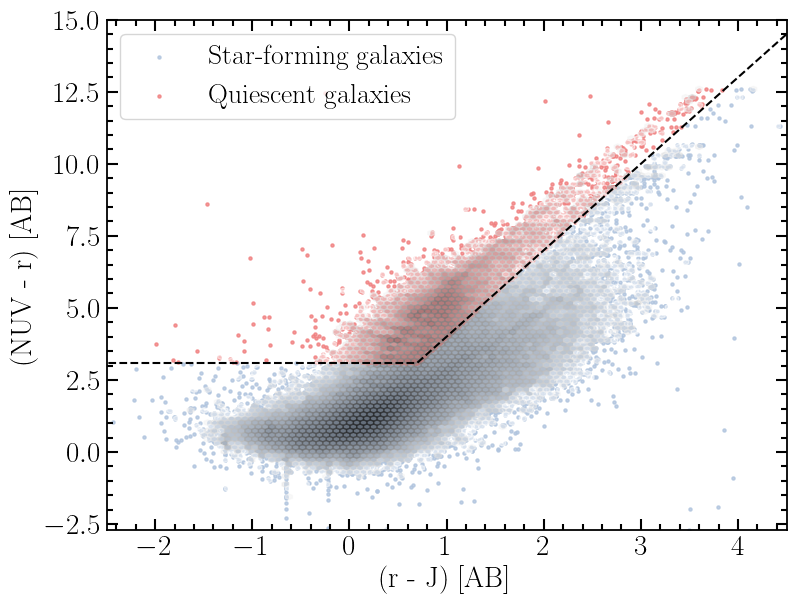 Star-forming galaxies
Quiescent galaxies
15.0
12.5
10.0
7.5
5.0
2.5
0.0
−2.5
(NUV - r) [AB]
−2 −1 0 1 2 3 4
(r - J) [AB]